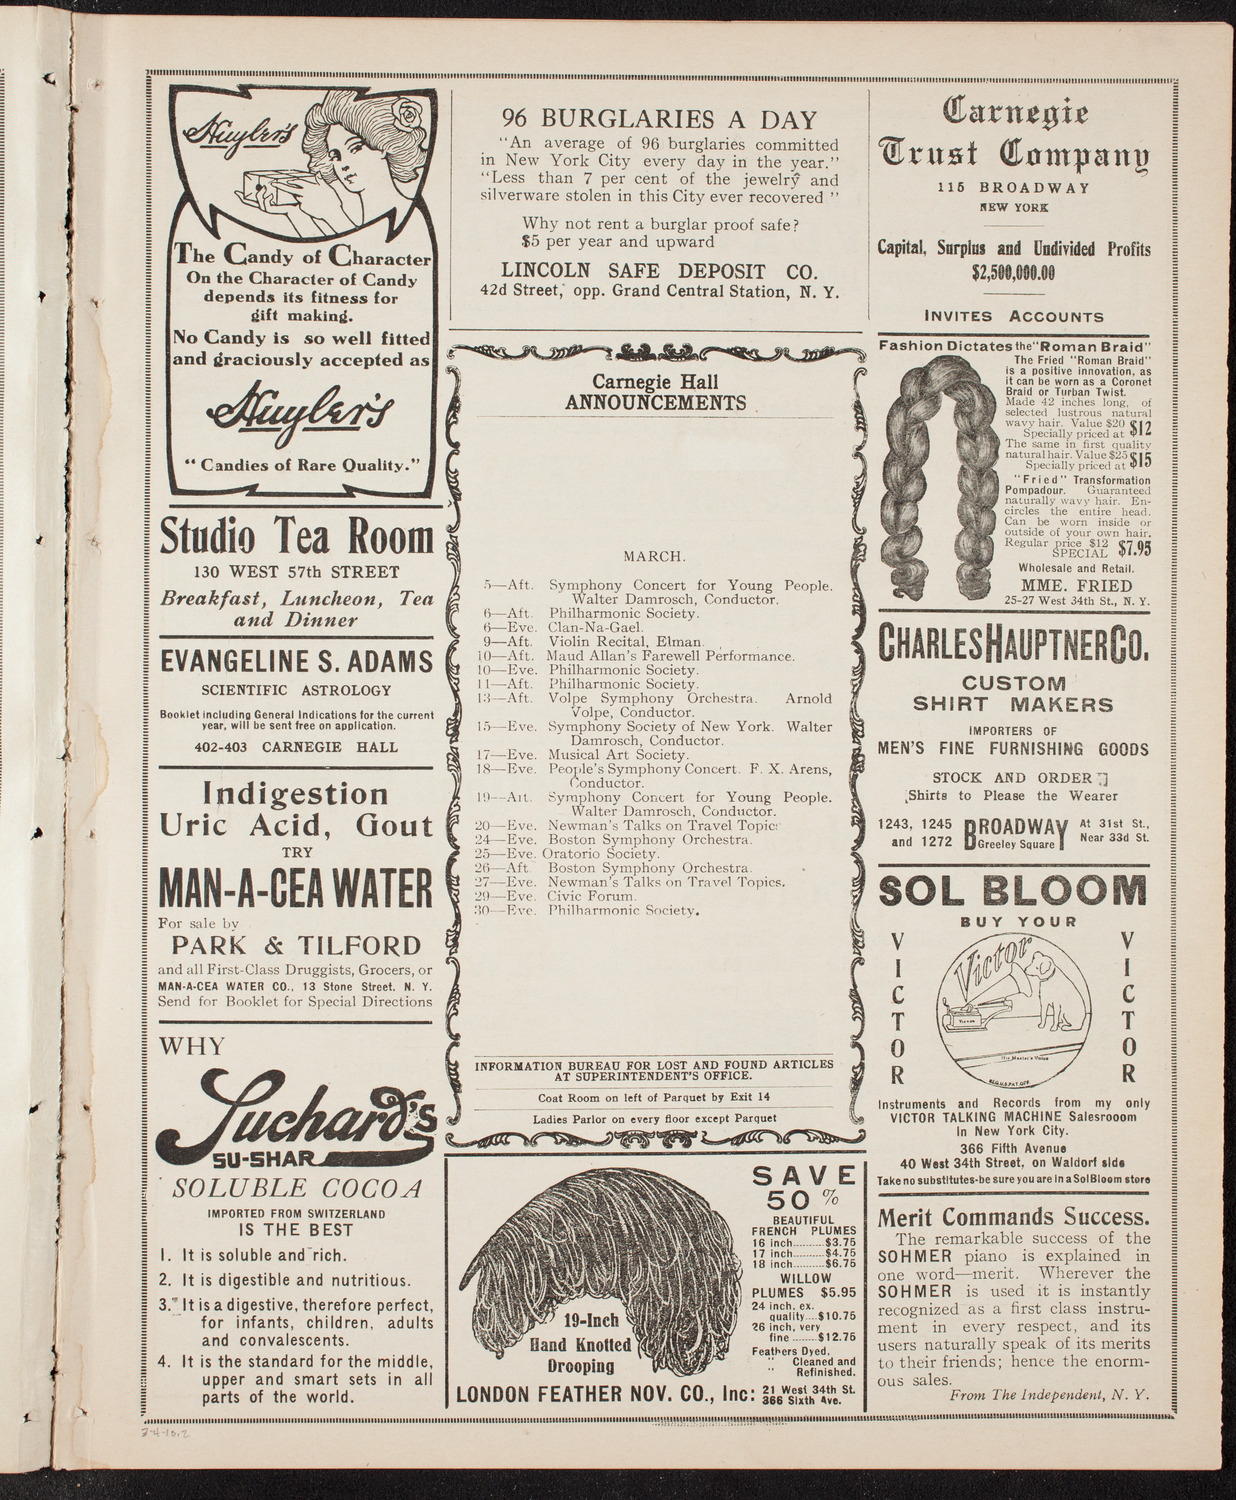 Huyler's
The Candy of Character
On the Character of Candy
depends its fitness for
gift making.
No Candy is so well fitted
and graciously accepted as
Huyler's
"Candies of Rare Quality."
Studio Tea Room
130 WEST 57th STREET
Breakfast, Luncheon, Tea
and Dinner
EVANGELINE S. ADAMS
SCIENTIFIC ASTROLOGY
Booklet including General Indications for the current
year, will be sent free on application.
402-403 CARNEGIE HALL
Indigestion
Uric Acid, Gout
TRY
MAN-A-CEA WATER
For sale by
PARK & TILFORD
and all First-Class Druggists, Grocers, or
MAN-A-CEA WATER CO., 13 Stone Street, N. Y.
Send for Booklet for Special Directions
WHY
Suchard's
SU-SHAR
SOLUBLE COCOA
IMPORTED FROM SWITZERLAND
IS THE BEST
1. It is soluble and rich.
2. It is digestible and nutritious.
3. It is a digestive, therefore perfect,
for infants, children, adults
and convalescents.
4. It is the standard for the middle,
upper and smart sets in all
parts of the world.
96 BURGLARIES A DAY
"An average of 96 burglaries committed
in New York City every day in the year."
"Less than 7 per cent of the jewelry and
silverware stolen in this City ever recovered"
Why not rent a burglar proof safe?
$5 per year and upward
LINCOLN SAFE DEPOSIT CO.
42d Street, opp. Grand Central Station, N. Y.
Carnegie Hall
ANNOUNCEMENTS
MARCH.
5—Aft. Symphony Concert for Young People.
Walter Damrosch, Conductor.
6—Aft. Philharmonic Society.
6—Eve. Clan-Na-Gael.
9—Aft. Violin Recital, Elman.
10—Aft. Maud Allan's Farewell Performance.
10—Eve. Philharmonic Society.
11—Aft. Philharmonic Society.
13—Aft. Volpe Symphony Orchestra. Arnold
Volpe, Conductor.
15—Eve. Symphony Society of New York. Walter
Damrosch, Conductor.
17—Eve. Musical Art Society.
18—Eve. People's Symphony Concert. F. X. Arens,
Conductor.
19—Aft. Symphony Concert for Young People.
Walter Damrosch, Conductor.
20—Eve. Newman's Talks on Travel Topics
24—Eve. Boston Symphony Orchestra.
25—Eve. Oratorio Society.
26—Aft. Boston Symphony Orchestra.
27—Eve. Newman's Talks on Travel Topics.
29—Eve. Civic Forum.
30—Eve. Philharmonic Society.
INFORMATION BUREAU FOR LOST AND FOUND ARTICLES
AT SUPERINTENDENT'S OFFICE.
Coat Room on left of Parquet by Exit 14
Ladies Parlor on every floor except Parquet
19-Inch
Hand Knotted
Drooping
SAVE
50 %
BEAUTIFUL
FRENCH PLUMES
16 inch..........$3.75
17 inch..........$4.75
18 inch..........$6.75
WILLOW
PLUMES $5.95
24 inch, ex.
quality....$10.75
26 inch, very
fine .......$12.75
Feathers Dyed,
" Cleaned and
" Refinished.
LONDON FEATHER NOV. CO., Inc: 21 West 34th St.
366 Sixth Ave.
Carnegie
Trust Company
115 BROADWAY
NEW YORK
Capital, Surplus and Undivided Profits
$2,500,000.00
INVITES ACCOUNTS
Fashion Dictates the "Roman Braid"
The Fried "Roman Braid"
is a positive innovation, as
it can be worn as a Coronet
Braid or Turban Twist.
Made 42 inches long, of
selected lustrous natural
wavy hair. Value $20
Specially priced at $12
The same in first quality
natural hair. Value $25
Specially priced at $15
"Fried" Transformation
Pompadour. Guaranteed
naturally wavy hair. En-
circles the entire head.
Can be worn inside or
outside of your own hair.
Regular price $12
SPECIAL $7.95
Wholesale and Retail.
MME. FRIED
25-27 West 34th St., N. Y.
CHARLES HAUPTNER CO.
CUSTOM
SHIRT MAKERS
IMPORTERS OF
MEN'S FINE FURNISHING GOODS
STOCK AND ORDER
Shirts to Please the Wearer
1243, 1245 and 1272 BROADWAY Greeley Square At 31st St., Near 33d St.
SOL BLOOM
BUY YOUR
VICTOR
Victor
Victor
His Master's Voice
REG.U.S.PAT.OFF.
VICTOR
Instruments and Records from my only
VICTOR TALKING MACHINE Salesrooom
In New York City.
366 Fifth Avenue
40 West 34th Street, on Waldorf side
Take no substitutes-be sure you are in a Sol Bloom store
Merit Commands Success.
The remarkable success of the
SOHMER piano is explained in
one word—merit. Wherever the
SOHMER is used it is instantly
recognized as a first class instru-
ment in every respect, and its
users naturally speak of its merits
to their friends; hence the enorm-
ous sales.
From The Independent, N. Y.
3-4-10.2